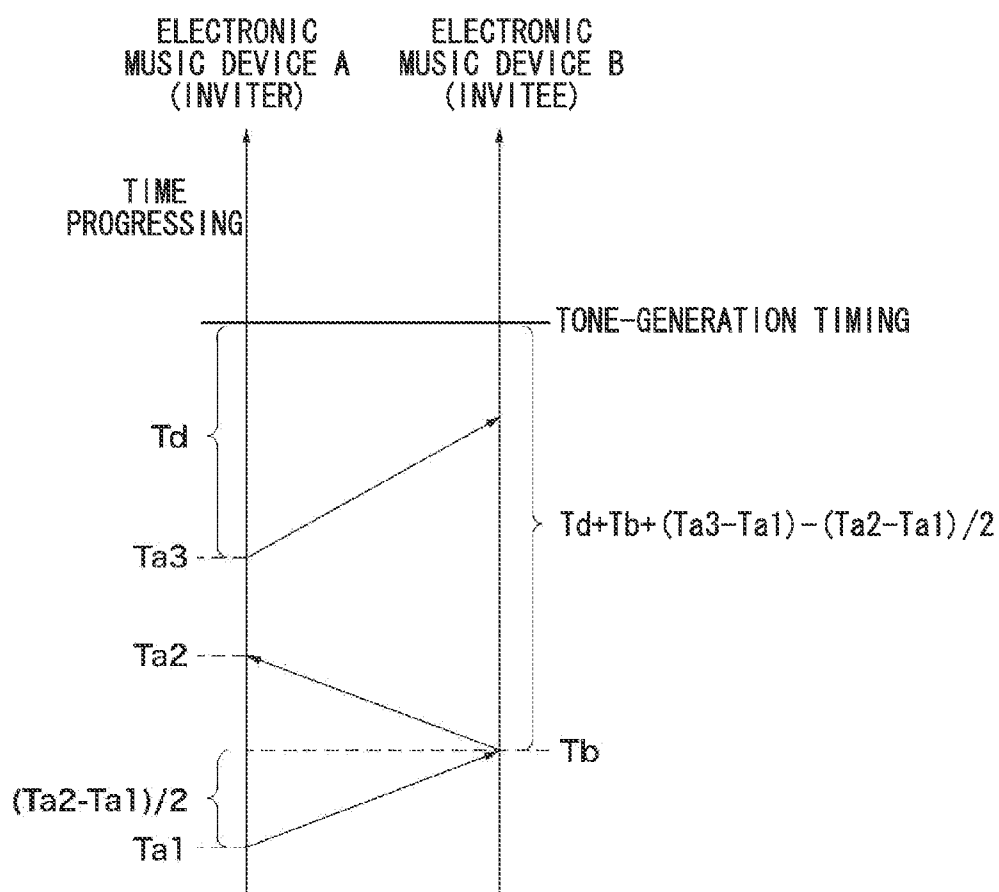 ELECTRONIC
MUSIC DEVICE A
(INVITER)
ELECTRONIC
MUSIC DEVICE B
(INVITEE)
TIME
PROGRESSING
TONE-GENERATION TIMING
Td
Td+Tb+(Ta3-Ta1)-(Ta2-Ta1)/2
Ta3
Ta2
Tb
(Ta2-Ta1)/2
Ta1